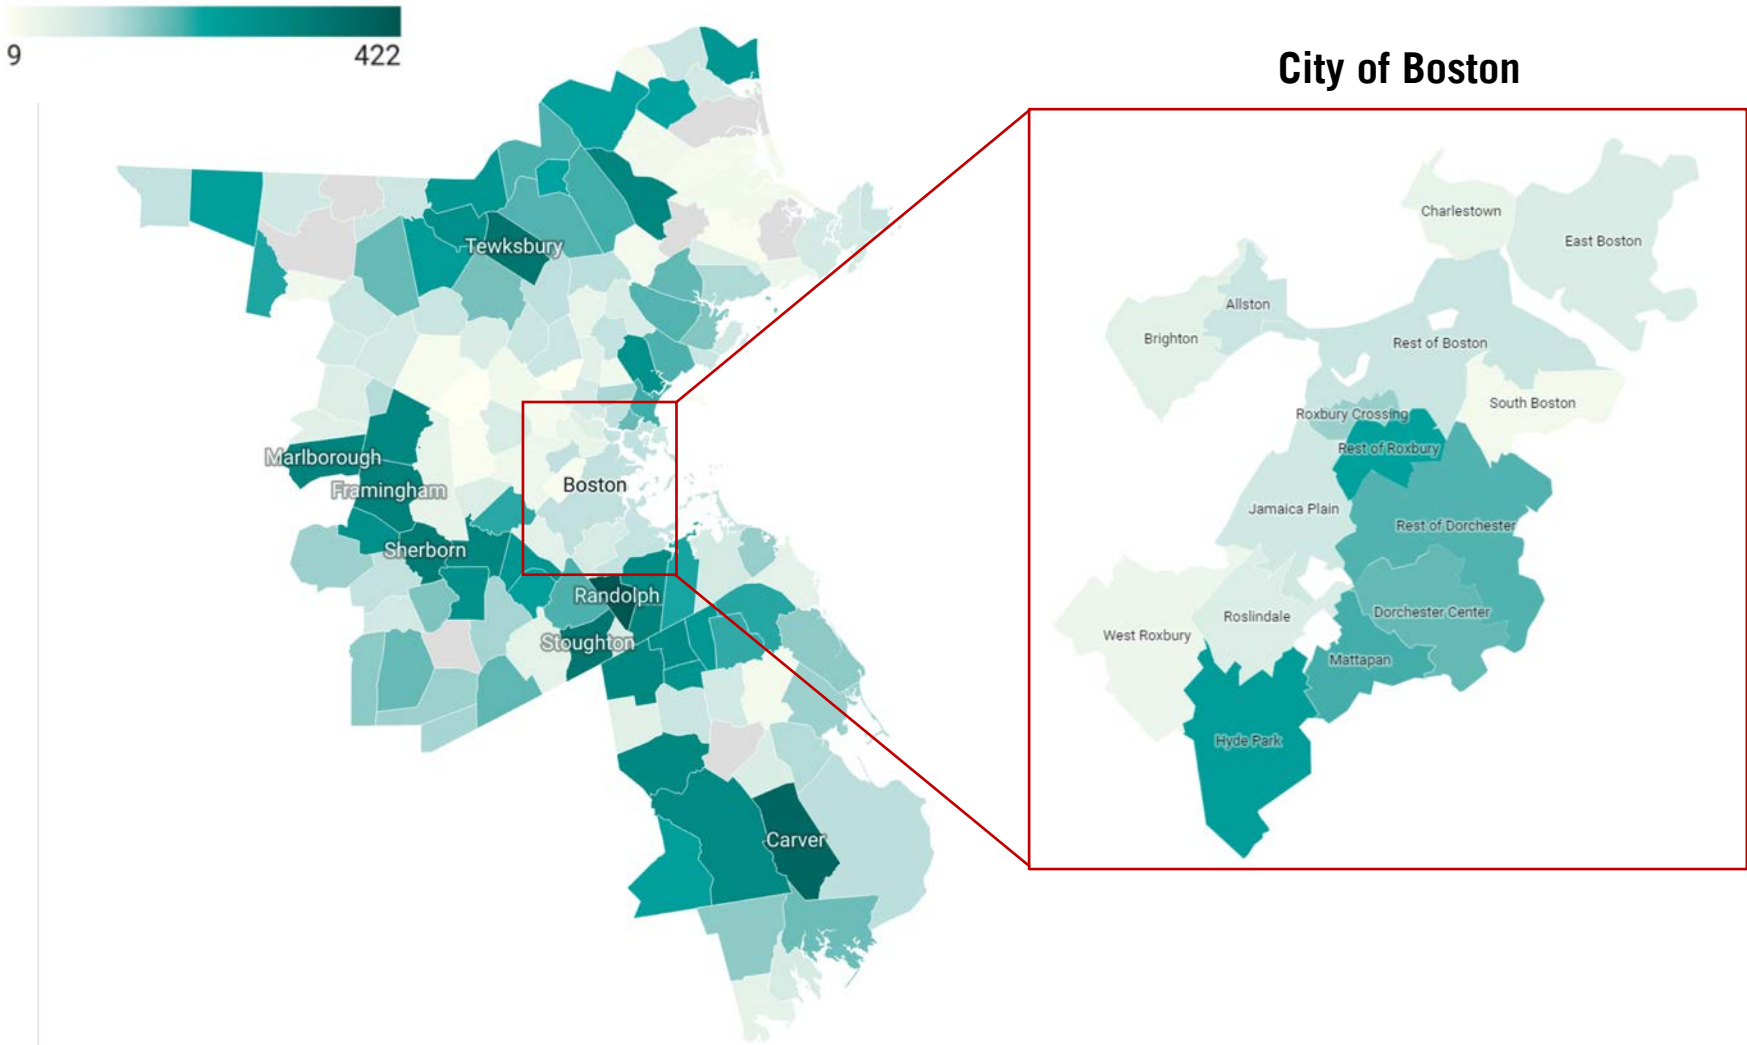 9
422
City of Boston
Tewksbury
Marlborough
Framingham
Sherborn
Boston
Randolph
Stoughton
Carver
Charlestown
East Boston
Allston
Brighton
Rest of Boston
South Boston
Roxbury Crossing
Rest of Roxbury
Jamaica Plain
Rest of Dorchester
Dorchester Center
Roslindale
West Roxbury
Mattapan
Hyde Park